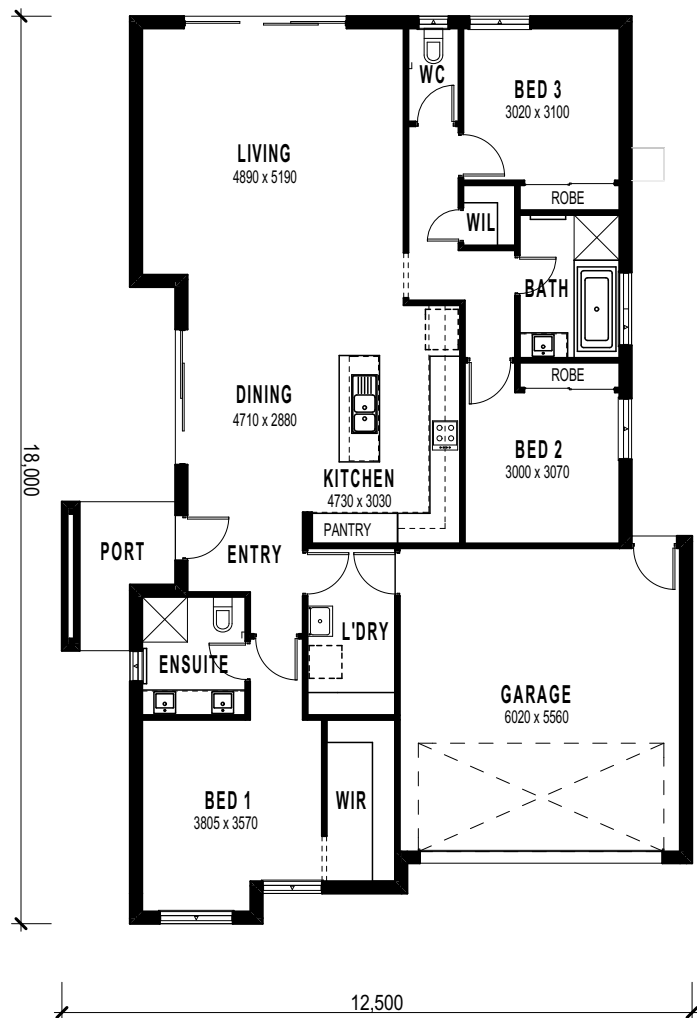 WC
BED 3
3020 x 3100
LIVING
4890 x 5190
ROBE
WIL
BATH
ROBE
DINING
4710 x 2880
BED 2
3000 x 3070
KITCHEN
4730 x 3030
18,000
PANTRY
PORT
ENTRY
L'DRY
ENSUITE
GARAGE
6020 x 5560
BED 1
3805 x 3570
WIR
12,500